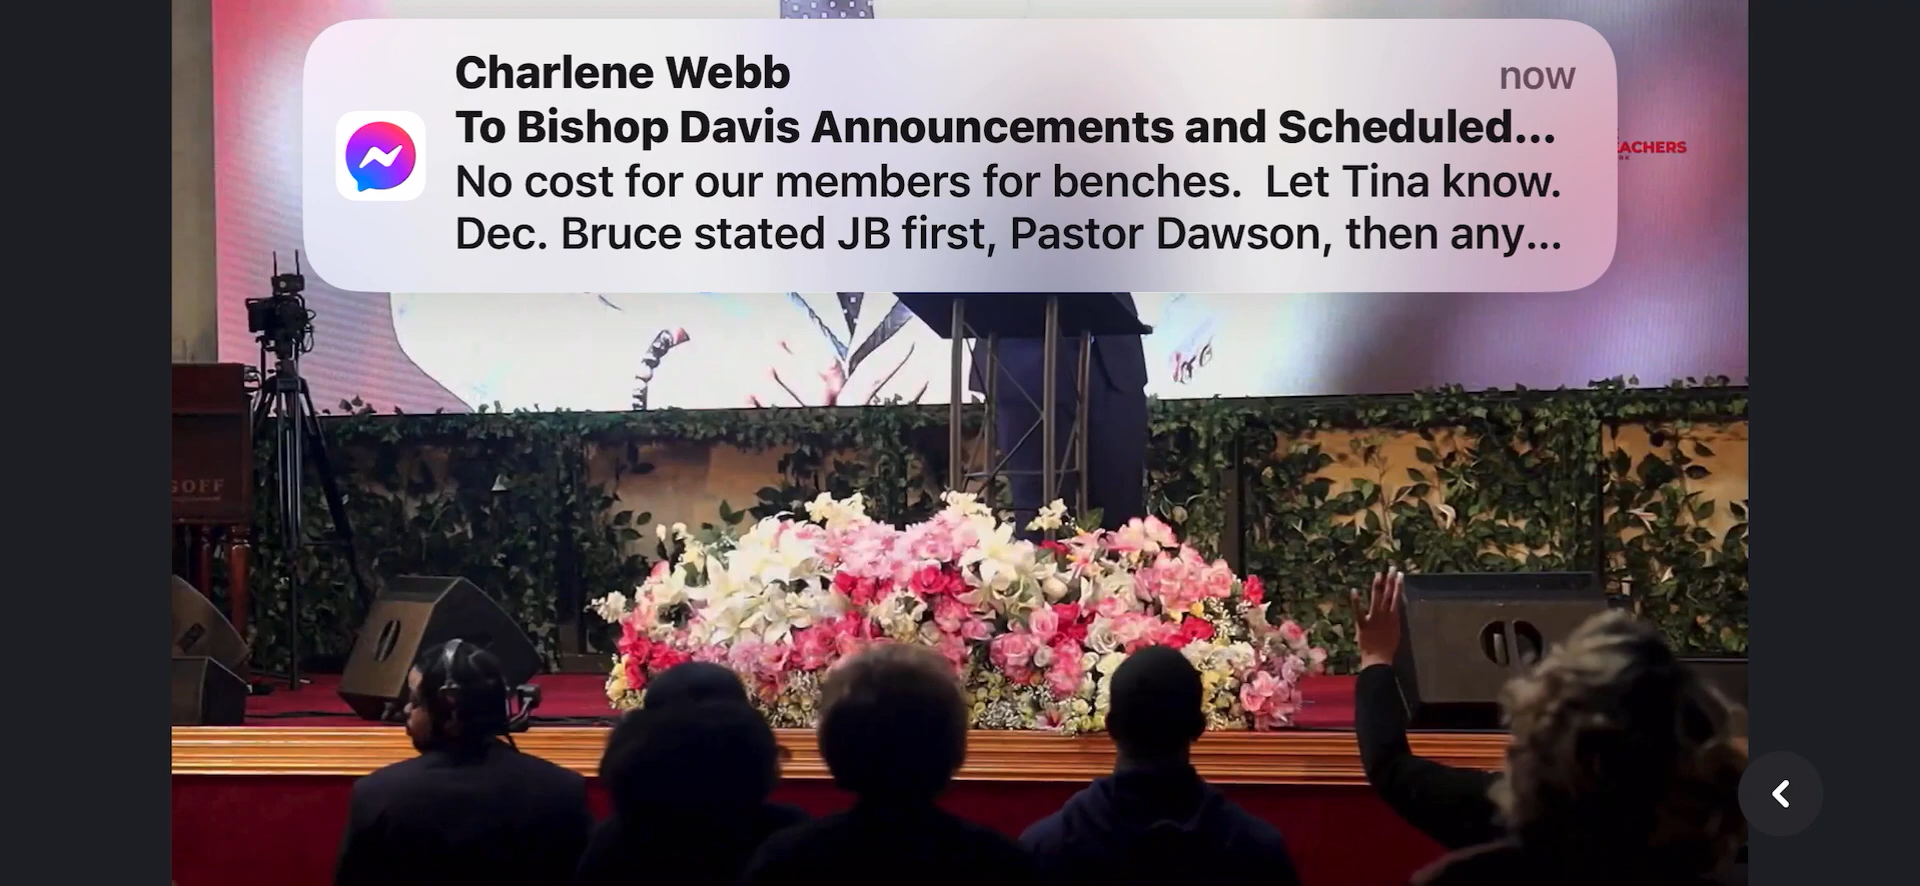 Charlene Webb
now
To Bishop Davis Announcements and Scheduled...
No cost for our members for benches.  Let Tina know.
Dec. Bruce stated JB first, Pastor Dawson, then any...
EACHERS
GOFF